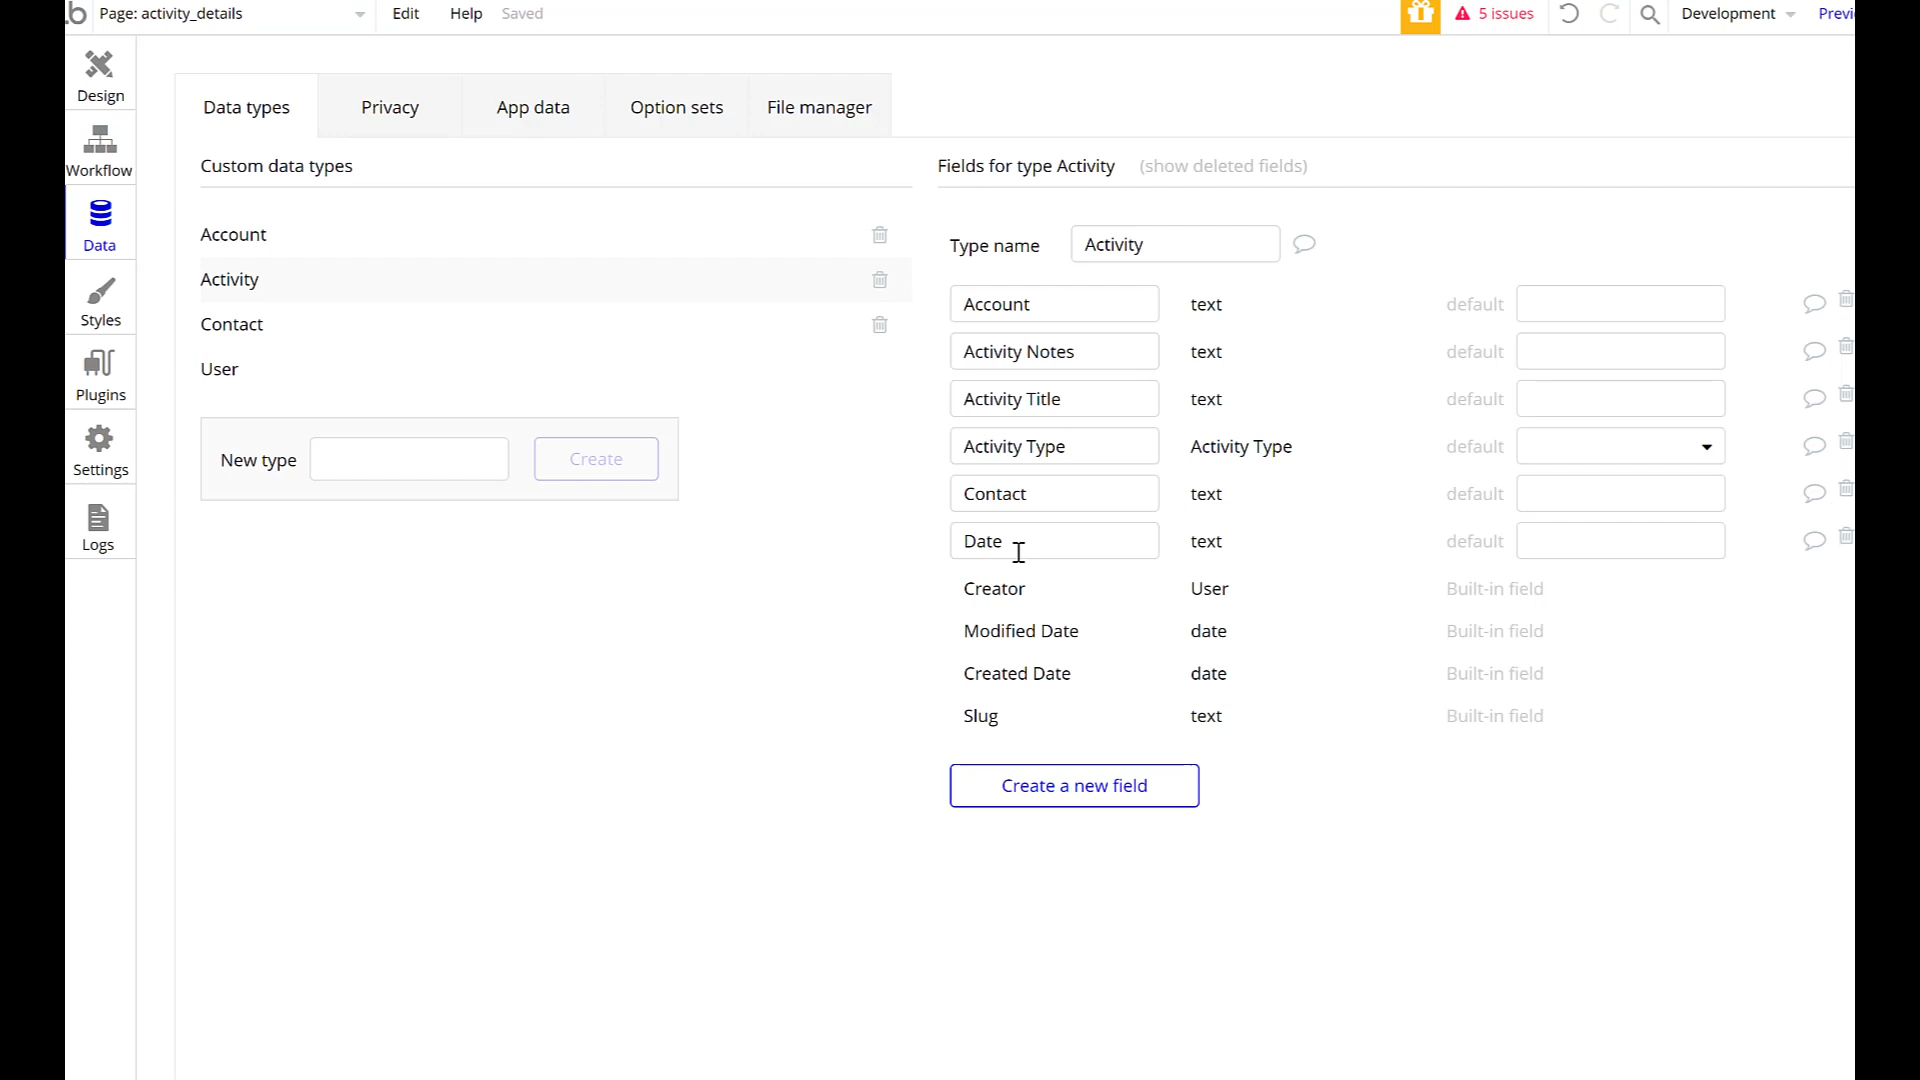 .b Page: activity_details Edit Help Saved 5 issues Development Previ
Design
Workflow
Data
Styles
Plugins
Settings
Logs
Data types Privacy App data Option sets File manager
Custom data types
Account
Activity
Contact
User
New type Create
Fields for type Activity (show deleted fields)
Type name Activity
Account text default
Activity Notes text default
Activity Title text default
Activity Type Activity Type default
Contact text default
Date text default
Creator User Built-in field
Modified Date date Built-in field
Created Date date Built-in field
Slug text Built-in field
Create a new field